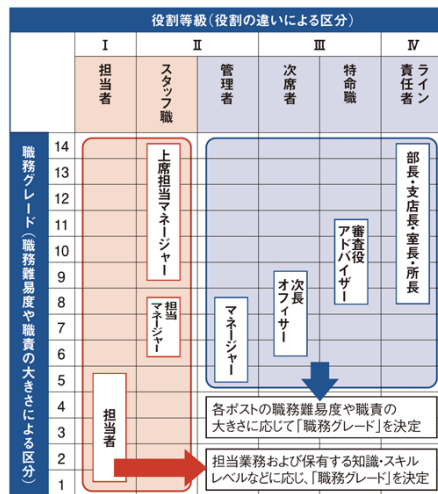 役割等級(役割の違いによる区分)
I
II
III
IV
担当者
スタッフ職
管理者
次席者
特命職
ライン
責任者
職務グレード(職務難易度や職責の大きさによる区分)
14
13
12
11
10
9
8
7
6
5
4
3
2
1
上席担当マネージャー
担当
マネージャー
担当者
マネージャー
次長
オフィサー
審査役
アドバイザー
部長・支店長・室長・所長
各ポストの職務難易度や職責の
大きさに応じて「職務グレード」を決定
担当業務および保有する知識・スキル
レベルなどに応じ、「職務グレード」を決定